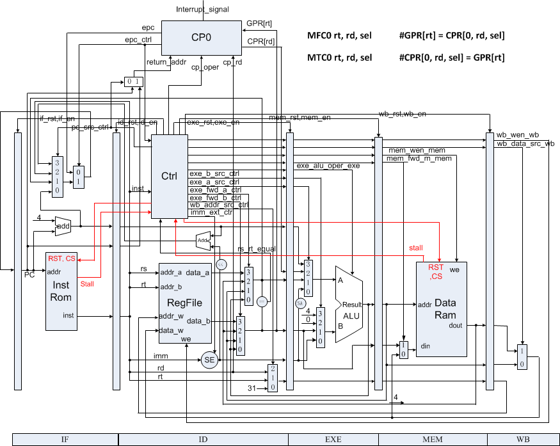 Interrupt_signal
epc
GPR[rt]
MFC0 rt, rd, sel #GPR[rt] = CPR[0, rd, sel]
CP0
epc_ctrl
CPR[rd]
MTC0 rt, rd, sel #CPR[0, rd, sel] = GPR[rt]
return_addr
cp_rd
cp_oper
0 1
if_rst,if_en
id_rst,id_en
exe_rst,exe_en
mem_rst,mem_en
wb_rst,wb_en
pc_src_ctrl
wb_wen_wb
wb_data_src_wb
mem_wen_mem
mem_fwd_m_mem
3
2
1
0
0
1
Ctrl
exe_alu_oper_exe
exe_b_src_ctrl
exe_a_src_ctrl
inst
exe_fwd_a_ctrl
exe_fwd_b_ctrl
wb_addr_src_ctrl
imm_ext_ctrl
4
add
Add
rs_rt_equal
stall
RST, CS
PC
addr
Stall
Inst
Rom
inst
rs
addr_a
data_a
rt
addr_b
RegFile
addr_w
data_w
data_b
we
0
1
2
3
3
2
1
0
3
2
1
0
4
0
3
2
1
0
A
Result
ALU
B
RST
,CS
we
addr
Data
Ram
dout
din
1
0
1
0
imm
SE
rd
rt
31
2
1
0
4
IF
ID
EXE
MEM
WB